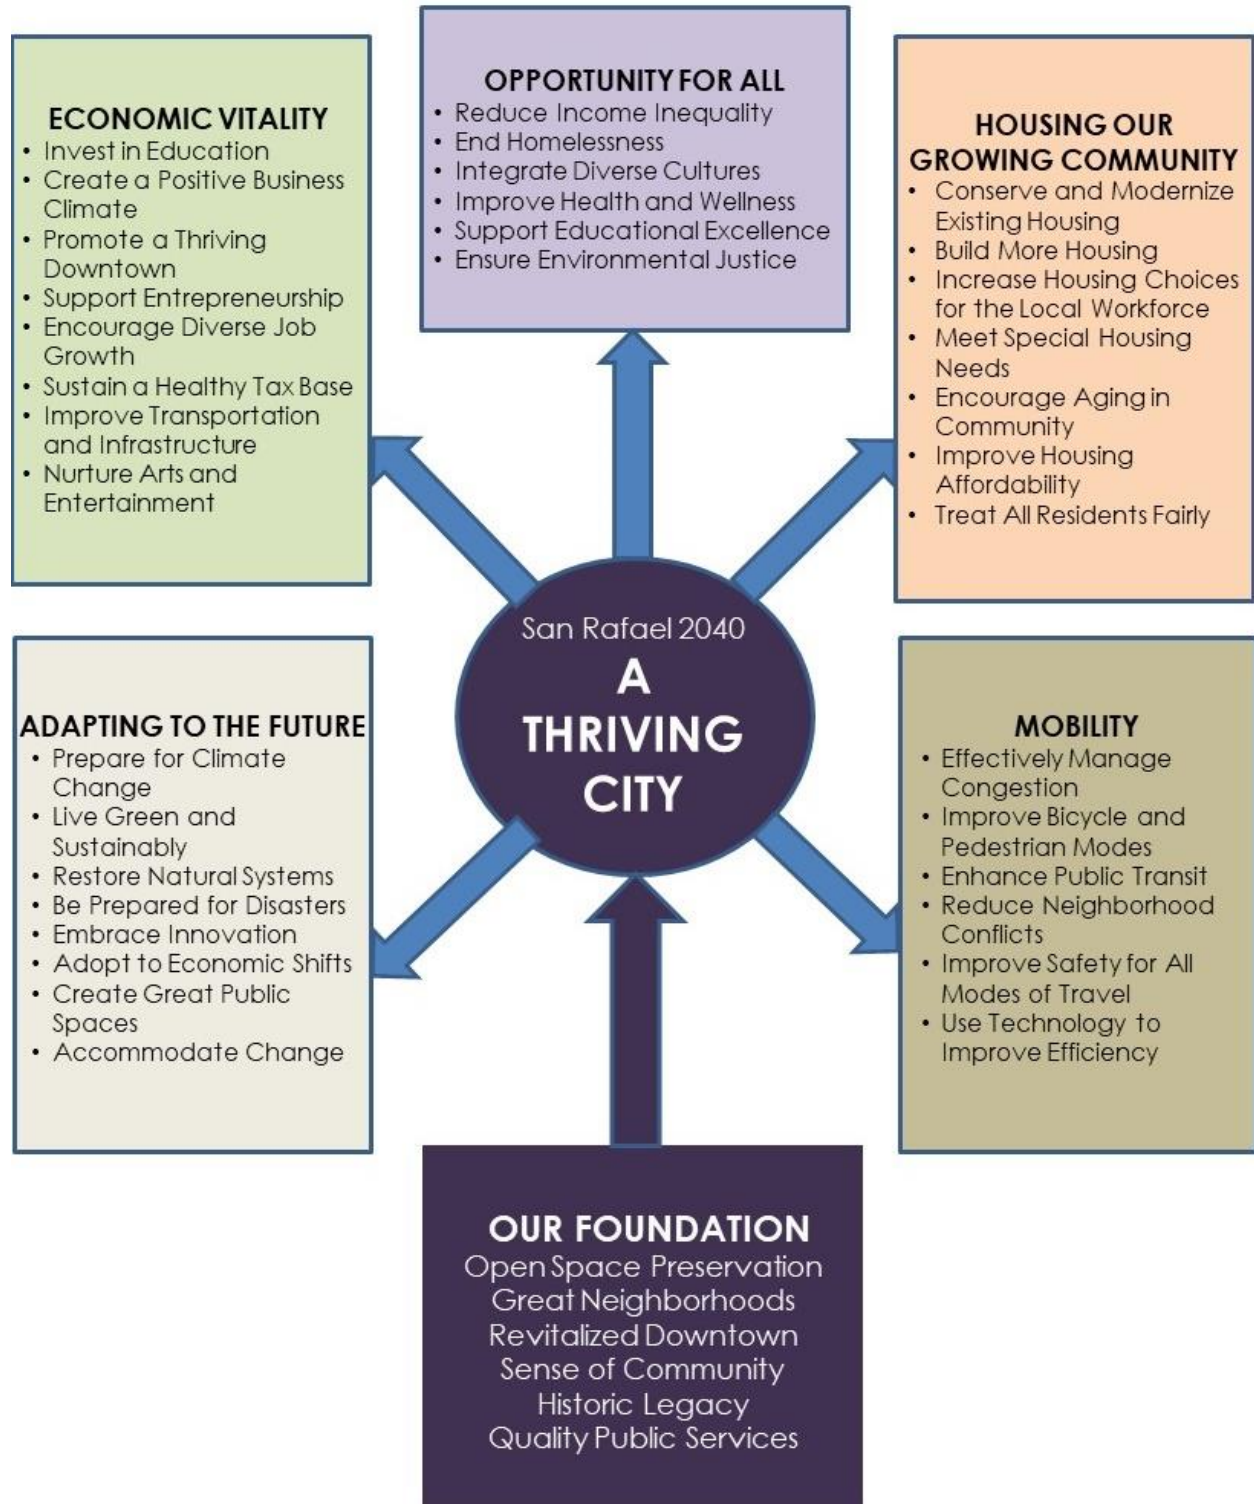 ECONOMIC VITALITY
• Invest in Education
• Create a Positive Business
Climate
• Promote a Thriving
Downtown
• Support Entrepreneurship
• Encourage Diverse Job
Growth
• Sustain a Healthy Tax Base
• Improve Transportation
and Infrastructure
• Nurture Arts and
Entertainment
OPPORTUNITY FOR ALL
• Reduce Income Inequality
• End Homelessness
• Integrate Diverse Cultures
• Improve Health and Wellness
• Support Educational Excellence
• Ensure Environmental Justice
HOUSING OUR
GROWING COMMUNITY
• Conserve and Modernize
Existing Housing
• Build More Housing
• Increase Housing Choices
for the Local Workforce
• Meet Special Housing
Needs
• Encourage Aging in
Community
• Improve Housing
Affordability
• Treat All Residents Fairly
San Rafael 2040
A
THRIVING
CITY
ADAPTING TO THE FUTURE
• Prepare for Climate
Change
• Live Green and
Sustainably
• Restore Natural Systems
• Be Prepared for Disasters
• Embrace Innovation
• Adopt to Economic Shifts
• Create Great Public
Spaces
• Accommodate Change
MOBILITY
• Effectively Manage
Congestion
• Improve Bicycle and
Pedestrian Modes
• Enhance Public Transit
• Reduce Neighborhood
Conflicts
• Improve Safety for All
Modes of Travel
• Use Technology to
Improve Efficiency
OUR FOUNDATION
Open Space Preservation
Great Neighborhoods
Revitalized Downtown
Sense of Community
Historic Legacy
Quality Public Services